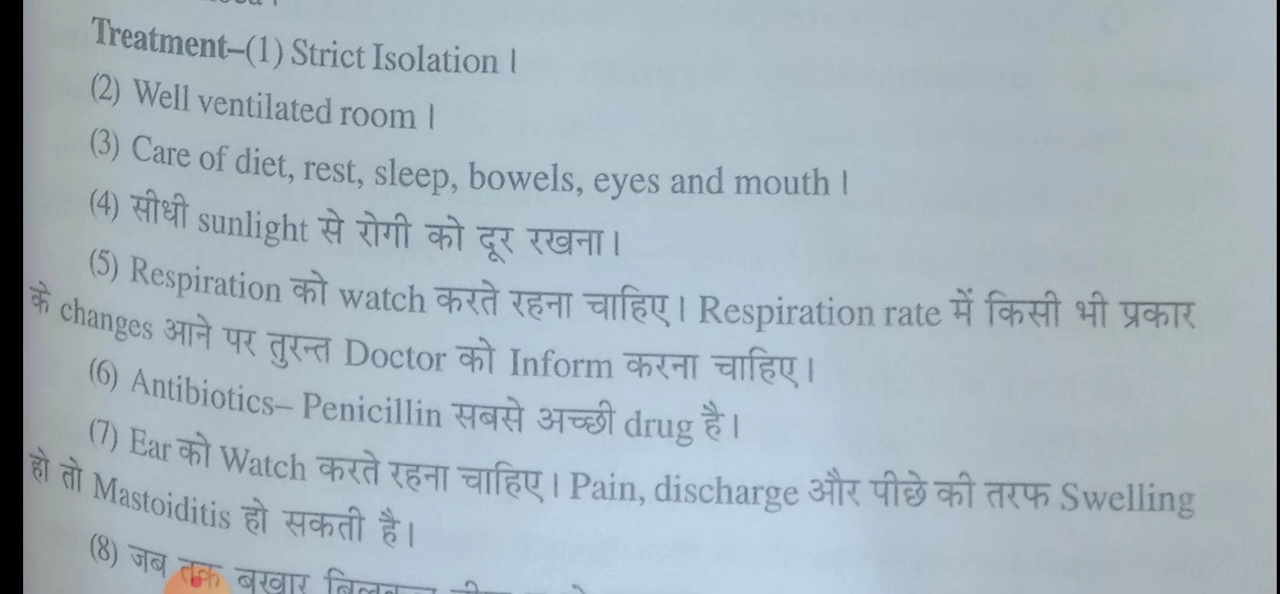 Treatment–(1) Strict Isolation।
(2) Well ventilated room।
(3) Care of diet, rest, sleep, bowels, eyes and mouth।
(4) सीधी sunlight से रोगी को दूर रखना।
(5) Respiration को watch करते रहना चाहिए। Respiration rate में किसी भी प्रकार
के changes आने पर तुरन्त Doctor को Inform करना चाहिए।
(6) Antibiotics– Penicillin सबसे अच्छी drug है।
(7) Ear को Watch करते रहना चाहिए। Pain, discharge और पीछे की तरफ Swelling
हो तो Mastoiditis हो सकती है।
(8) जब तक बुखार